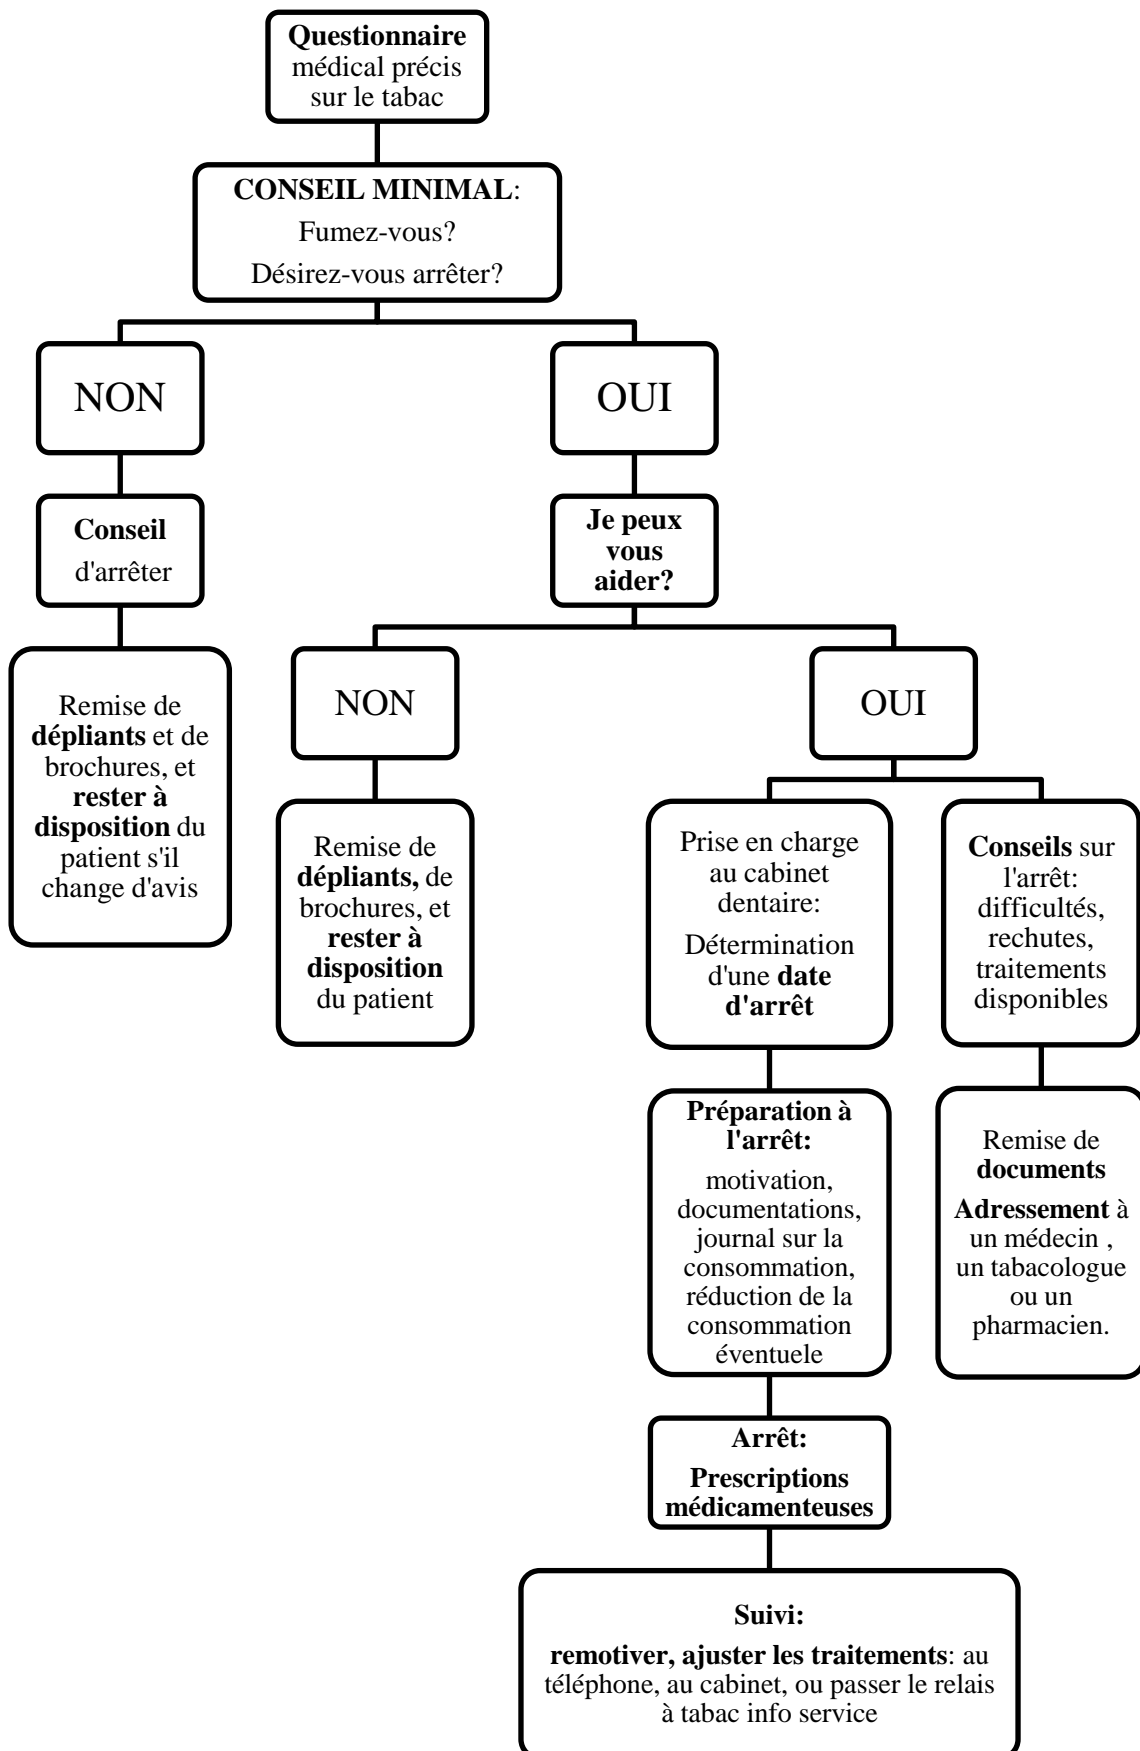 Questionnaire
médical précis
sur le tabac
CONSEIL MINIMAL:
Fumez-vous?
Désirez-vous arrêter?
NON
OUI
Conseil
d'arrêter
Je peux
vous
aider?
Remise de
dépliants et de
brochures, et
rester à
disposition du
patient s'il
change d'avis
NON
OUI
Remise de
dépliants, de
brochures, et
rester à
disposition
du patient
Prise en charge
au cabinet
dentaire:
Détermination
d'une date
d'arrêt
Conseils sur
l'arrêt:
difficultés,
rechutes,
traitements
disponibles
Préparation à
l'arrêt:
motivation,
documentations,
journal sur la
consommation,
réduction de la
consommation
éventuele
Remise de
documents
Adressement à
un médecin ,
un tabacologue
ou un
pharmacien.
Arrêt:
Prescriptions
médicamenteuses
Suivi:
remotiver, ajuster les traitements: au
téléphone, au cabinet, ou passer le relais
à tabac info service